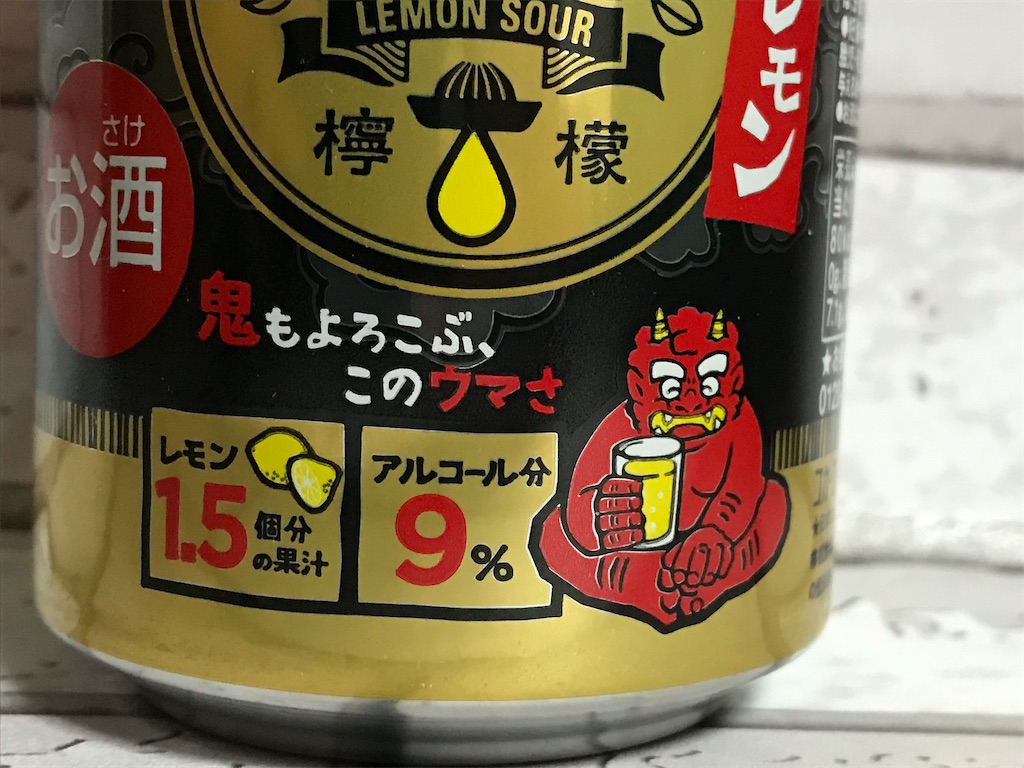 LEMON SOUR
檸檬
レモン
さけ
お酒
鬼もよろこぶ、
このウマさ
レモン
1.5個分
の果汁
アルコール分
9%